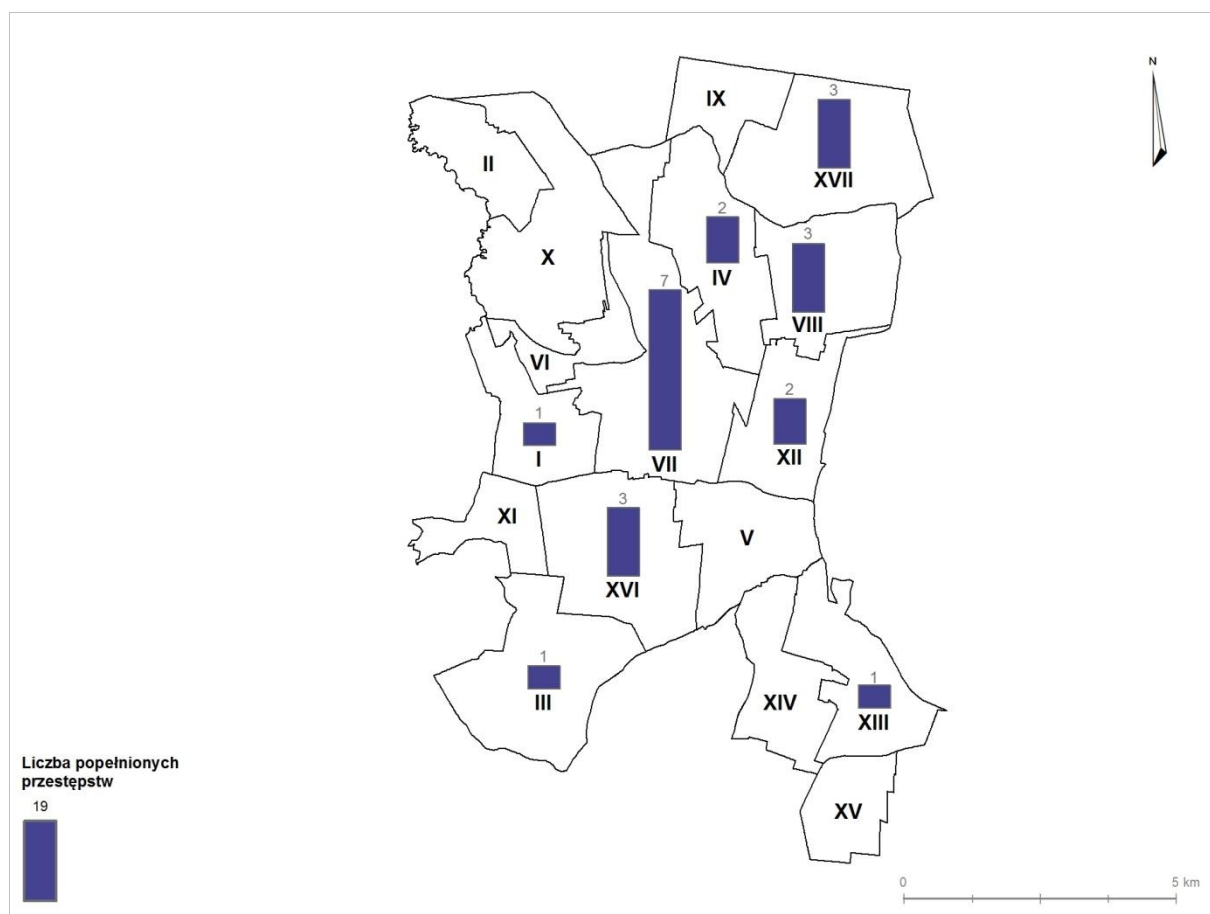 N
IX
3
XVII
II
2
IV
3
VIII
X
7
VII
VI
1
I
2
XII
XI
3
XVI
V
1
III
XIV
1
XIII
XV
Liczba popełnionych
przestępstw
19
0
5 km